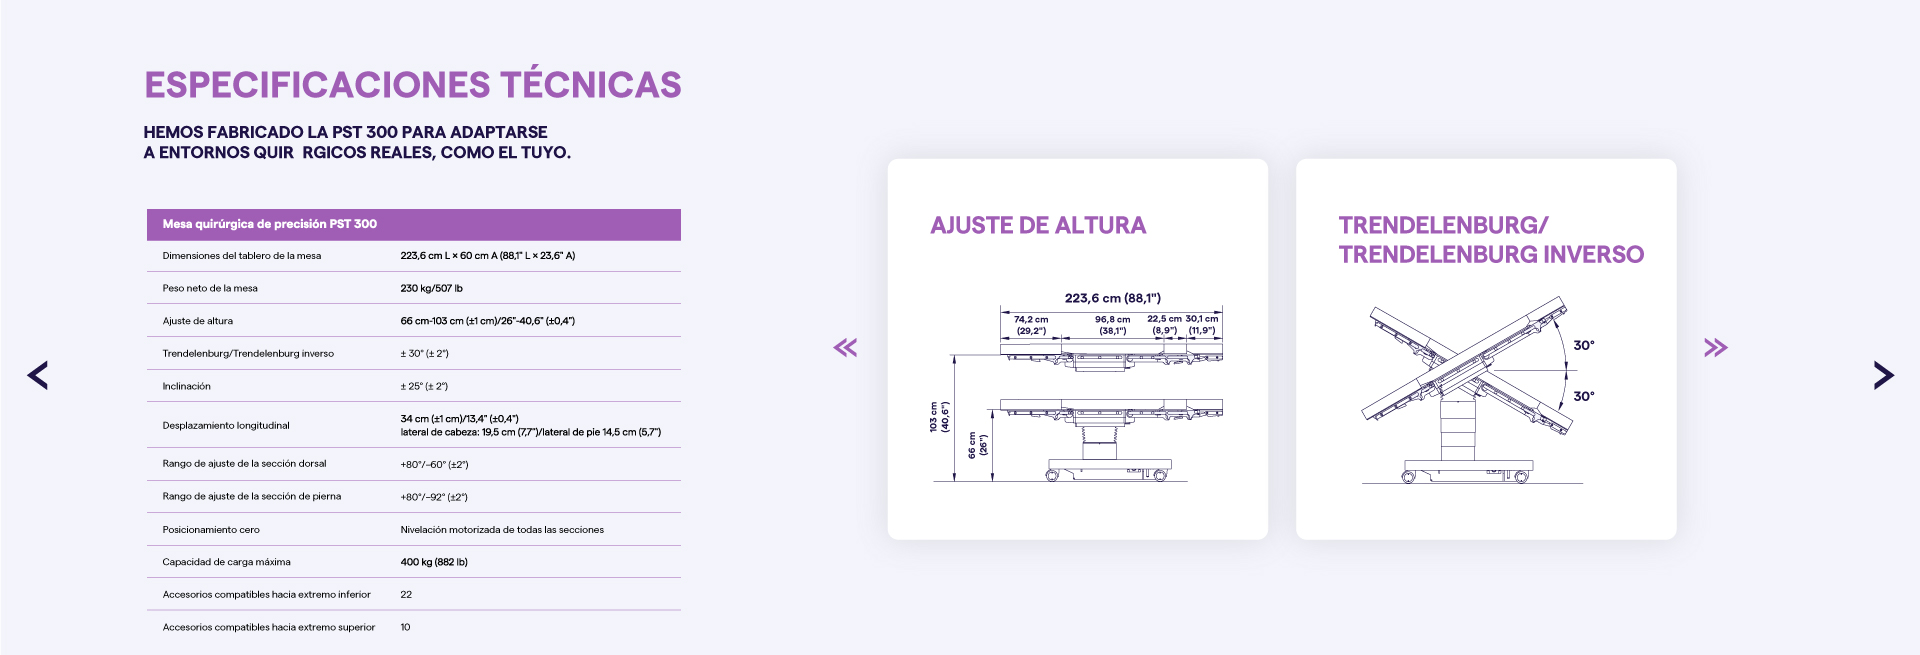 ESPECIFICACIONES TÉCNICAS
HEMOS FABRICADO LA PST 300 PARA ADAPTARSE
A ENTORNOS QUIR  RGICOS REALES, COMO EL TUYO.
Mesa quirúrgica de precisión PST 300
Dimensiones del tablero de la mesa 223,6 cm L × 60 cm A (88,1" L × 23,6" A)
Peso neto de la mesa 230 kg/507 lb
Ajuste de altura 66 cm-103 cm (±1 cm)/26"-40,6" (±0,4")
Trendelenburg/Trendelenburg inverso ± 30° (± 2°)
Inclinación ± 25° (± 2°)
Desplazamiento longitudinal 34 cm (±1 cm)/13,4" (±0,4")
lateral de cabeza: 19,5 cm (7,7")/lateral de pie 14,5 cm (5,7")
Rango de ajuste de la sección dorsal +80°/–60° (±2°)
Rango de ajuste de la sección de pierna +80°/–92° (±2°)
Posicionamiento cero Nivelación motorizada de todas las secciones
Capacidad de carga máxima 400 kg (882 lb)
Accesorios compatibles hacia extremo inferior 22
Accesorios compatibles hacia extremo superior 10
AJUSTE DE ALTURA
223,6 cm (88,1")
74,2 cm 96,8 cm 22,5 cm 30,1 cm
(29,2") (38,1") (8,9") (11,9")
103 cm
(40,6")
66 cm
(26")
TRENDELENBURG/
TRENDELENBURG INVERSO
30°
30°